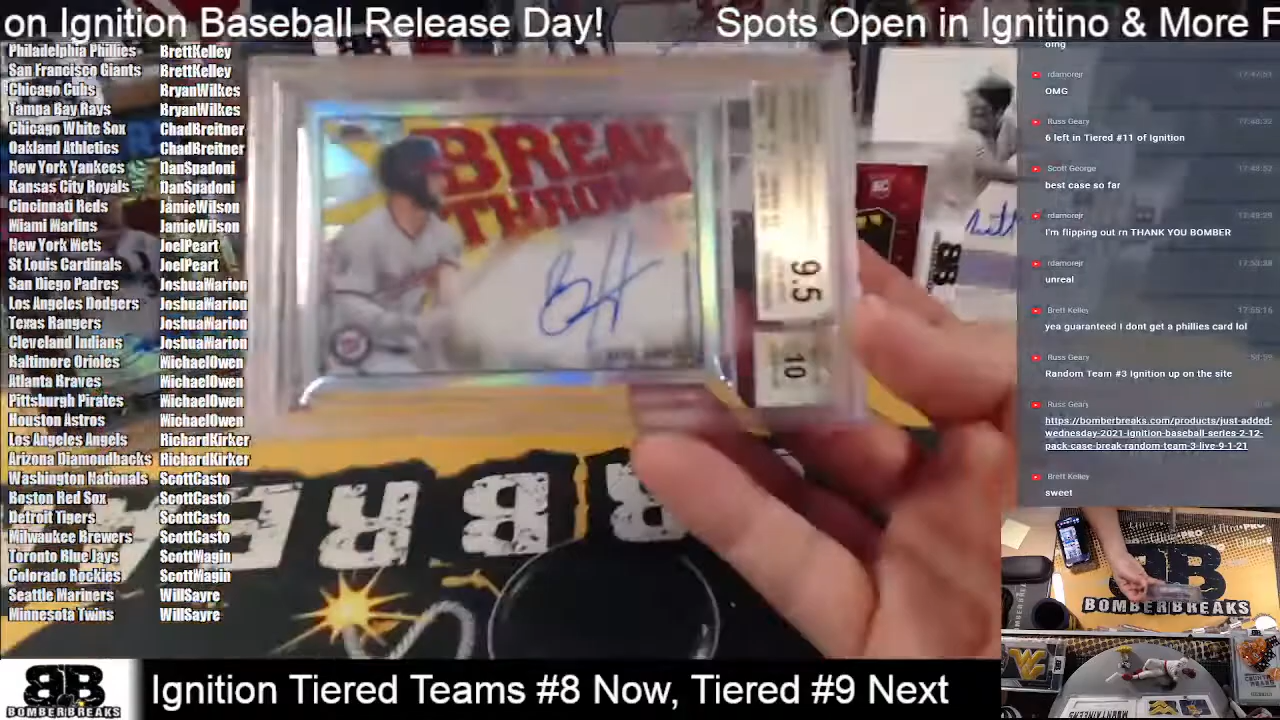 on Ignition Baseball Release Day!
Spots Open in Ignitino & More F
Philadelphia Phillies BrettKelley
San Francisco Giants BrettKelley
Chicago Cubs BryanWilkes
Tampa Bay Rays BryanWilkes
Chicago White Sox ChadBreitner
Oakland Athletics ChadBreitner
New York Yankees DanSpadoni
Kansas City Royals DanSpadoni
Cincinnati Reds JamieWilson
Miami Marlins JamieWilson
New York Mets JoelPeart
St Louis Cardinals JoelPeart
San Diego Padres JoshuaMarion
Los Angeles Dodgers JoshuaMarion
Texas Rangers JoshuaMarion
Cleveland Indians JoshuaMarion
Baltimore Orioles MichaelOwen
Atlanta Braves MichaelOwen
Pittsburgh Pirates MichaelOwen
Houston Astros MichaelOwen
Los Angeles Angels RichardKirker
Arizona Diamondbacks RichardKirker
Washington Nationals ScottCasto
Boston Red Sox ScottCasto
Detroit Tigers ScottCasto
Milwaukee Brewers ScottCasto
Toronto Blue Jays ScottMagin
Colorado Rockies ScottMagin
Seattle Mariners WillSayre
Minnesota Twins WillSayre
BREAK
THROUGH
9.5
10
omg
rdamorejr
OMG
Russ Geary
6 left in Tiered #11 of Ignition
Scott George
best case so far
rdamorejr
I'm flipping out rn THANK YOU BOMBER
rdamorejr
unreal
Brett Kelley
yea guaranteed I dont get a phillies card lol
Russ Geary
Random Team #3 Ignition up on the site
Russ Geary
https://bomberbreaks.com/products/just-added-
wednesday-2021-ignition-baseball-series-2-12-
pack-case-break-random-team-3-live-9-1-21
Brett Kelley
sweet
BB
BOMBERBREAKS
BB
BOMBERBREAKS
Ignition Tiered Teams #8 Now, Tiered #9 Next